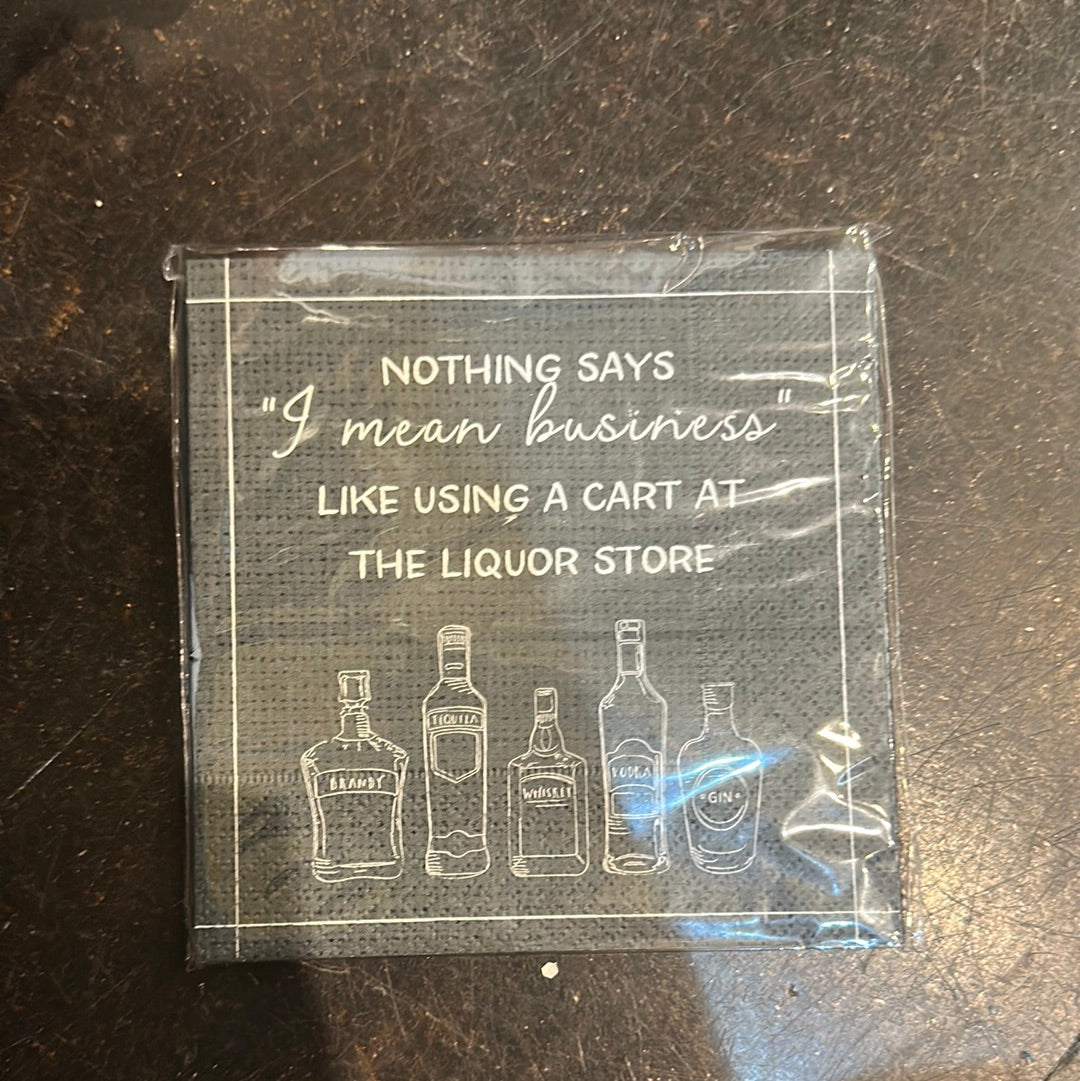 NOTHING SAYS
"I mean business"
LIKE USING A CART AT
THE LIQUOR STORE
BRANDY
TEQUILA
WHISKEY
VODKA
GIN